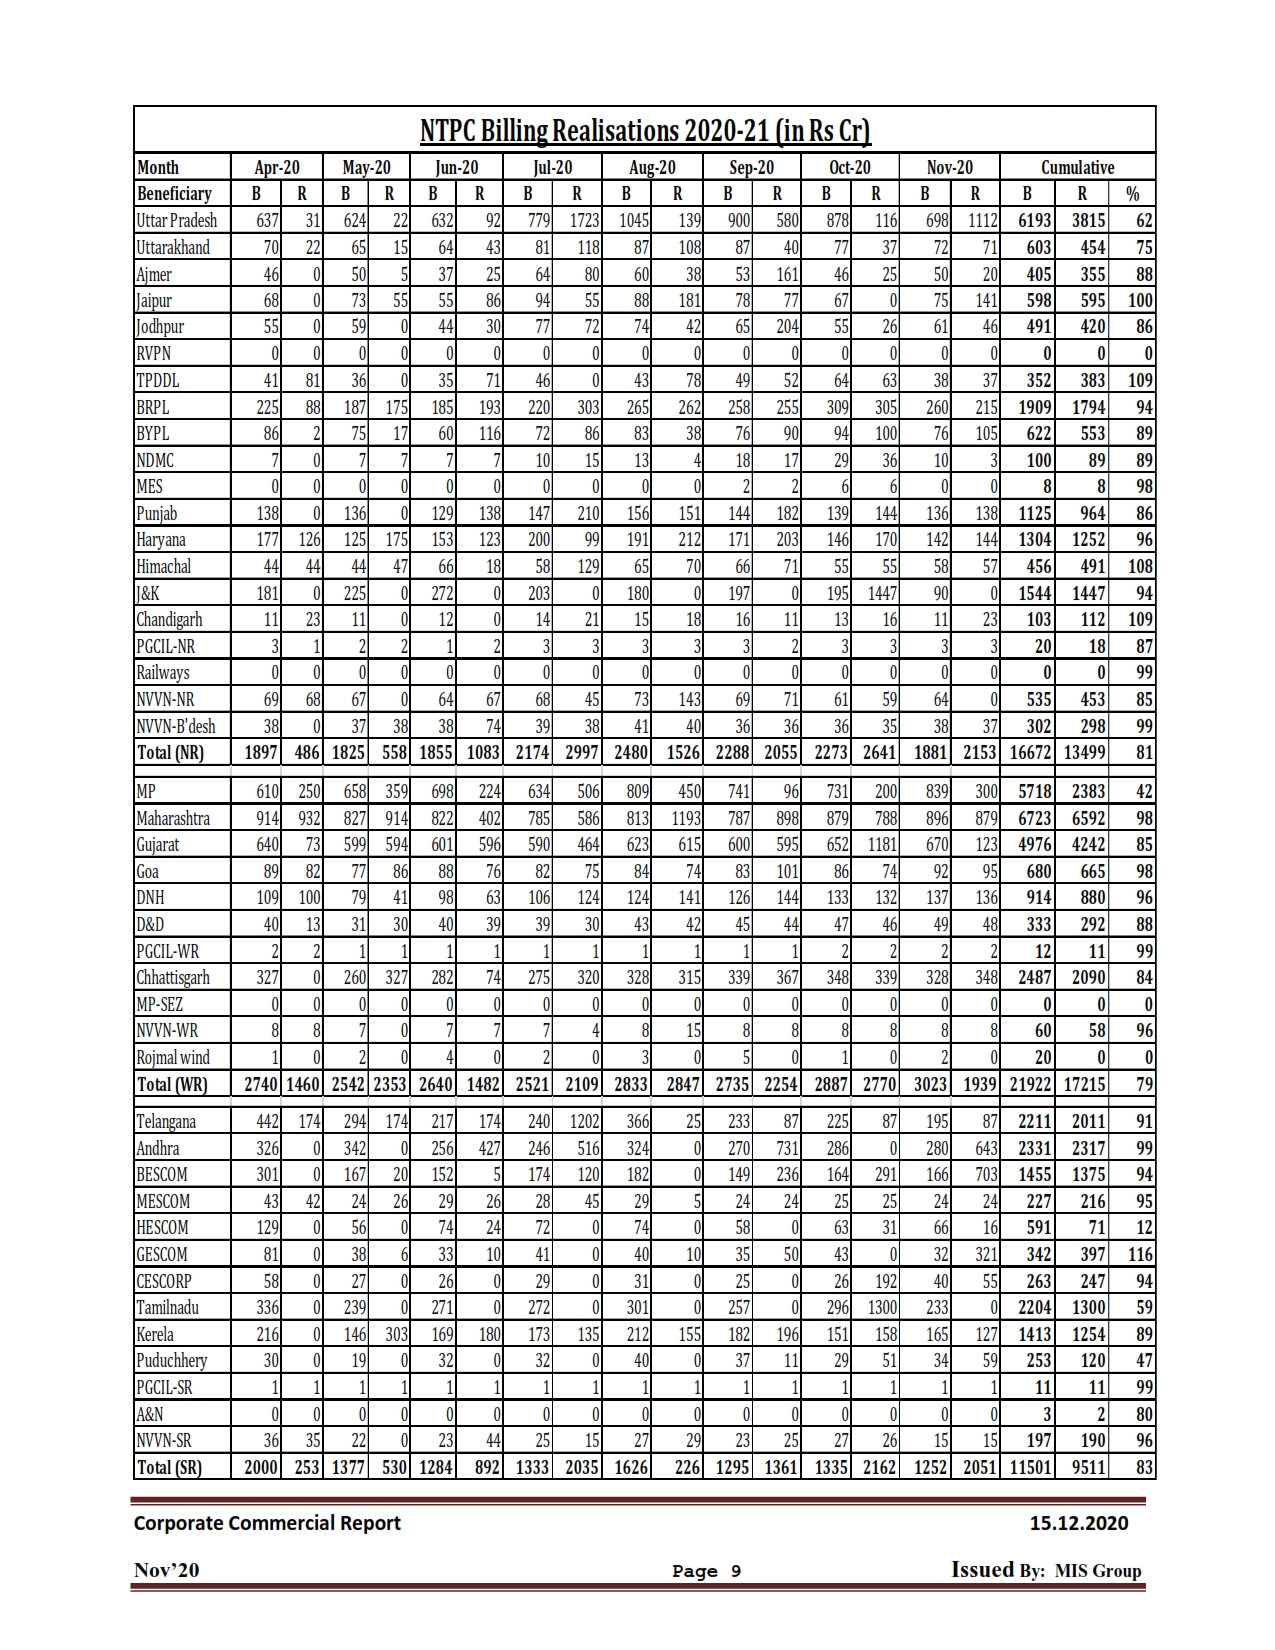 NTPC Billing Realisations 2020-21 (in Rs Cr)
Month Apr-20 May-20 Jun-20 Jul-20 Aug-20 Sep-20 Oct-20 Nov-20 Cumulative
Beneficiary B R B R B R B R B R B R B R B R B R %
Uttar Pradesh 637 31 624 22 632 92 779 1723 1045 139 900 580 878 116 698 1112 6193 3815 62
Uttarakhand 70 22 65 15 64 43 81 118 87 108 87 40 77 37 72 71 603 454 75
Ajmer 46 0 50 5 37 25 64 80 60 38 53 161 46 25 50 20 405 355 88
Jaipur 68 0 73 55 55 86 94 55 88 181 78 77 67 0 75 141 598 595 100
Jodhpur 55 0 59 0 44 30 77 72 74 42 65 204 55 26 61 46 491 420 86
RVPN 0 0 0 0 0 0 0 0 0 0 0 0 0 0 0 0 0 0 0
TPDDL 41 81 36 0 35 71 46 0 43 78 49 52 64 63 38 37 352 383 109
BRPL 225 88 187 175 185 193 220 303 265 262 258 255 309 305 260 215 1909 1794 94
BYPL 86 2 75 17 60 116 72 86 83 38 76 90 94 100 76 105 622 553 89
NDMC 7 0 7 7 7 7 10 15 13 4 18 17 29 36 10 3 100 89 89
MES 0 0 0 0 0 0 0 0 0 0 2 2 6 6 0 0 8 8 98
Punjab 138 0 136 0 129 138 147 210 156 151 144 182 139 144 136 138 1125 964 86
Haryana 177 126 125 175 153 123 200 99 191 212 171 203 146 170 142 144 1304 1252 96
Himachal 44 44 44 47 66 18 58 129 65 70 66 71 55 55 58 57 456 491 108
J&K 181 0 225 0 272 0 203 0 180 0 197 0 195 1447 90 0 1544 1447 94
Chandigarh 11 23 11 0 12 0 14 21 15 18 16 11 13 16 11 23 103 112 109
PGCIL-NR 3 1 2 2 1 2 3 3 3 3 3 2 3 3 3 3 20 18 87
Railways 0 0 0 0 0 0 0 0 0 0 0 0 0 0 0 0 0 0 99
NVVN-NR 69 68 67 0 64 67 68 45 73 143 69 71 61 59 64 0 535 453 85
NVVN-B'desh 38 0 37 38 38 74 39 38 41 40 36 36 36 35 38 37 302 298 99
Total (NR) 1897 486 1825 558 1855 1083 2174 2997 2480 1526 2288 2055 2273 2641 1881 2153 16672 13499 81
MP 610 250 658 359 698 224 634 506 809 450 741 96 731 200 839 300 5718 2383 42
Maharashtra 914 932 827 914 822 402 785 586 813 1193 787 898 879 788 896 879 6723 6592 98
Gujarat 640 73 599 594 601 596 590 464 623 615 600 595 652 1181 670 123 4976 4242 85
Goa 89 82 77 86 88 76 82 75 84 74 83 101 86 74 92 95 680 665 98
DNH 109 100 79 41 98 63 106 124 124 141 126 144 133 132 137 136 914 880 96
D&D 40 13 31 30 40 39 39 30 43 42 45 44 47 46 49 48 333 292 88
PGCIL-WR 2 2 1 1 1 1 1 1 1 1 1 1 2 2 2 2 12 11 99
Chhattisgarh 327 0 260 327 282 74 275 320 328 315 339 367 348 339 328 348 2487 2090 84
MP-SEZ 0 0 0 0 0 0 0 0 0 0 0 0 0 0 0 0 0 0 0
NVVN-WR 8 8 7 0 7 7 7 4 8 15 8 8 8 8 8 8 60 58 96
Rojmal wind 1 0 2 0 4 0 2 0 3 0 5 0 1 0 2 0 20 0 0
Total (WR) 2740 1460 2542 2353 2640 1482 2521 2109 2833 2847 2735 2254 2887 2770 3023 1939 21922 17215 79
Telangana 442 174 294 174 217 174 240 1202 366 25 233 87 225 87 195 87 2211 2011 91
Andhra 326 0 342 0 256 427 246 516 324 0 270 731 286 0 280 643 2331 2317 99
BESCOM 301 0 167 20 152 5 174 120 182 0 149 236 164 291 166 703 1455 1375 94
MESCOM 43 42 24 26 29 26 28 45 29 5 24 24 25 25 24 24 227 216 95
HESCOM 129 0 56 0 74 24 72 0 74 0 58 0 63 31 66 16 591 71 12
GESCOM 81 0 38 6 33 10 41 0 40 10 35 50 43 0 32 321 342 397 116
CESCORP 58 0 27 0 26 0 29 0 31 0 25 0 26 192 40 55 263 247 94
Tamilnadu 336 0 239 0 271 0 272 0 301 0 257 0 296 1300 233 0 2204 1300 59
Kerela 216 0 146 303 169 180 173 135 212 155 182 196 151 158 165 127 1413 1254 89
Puduchhery 30 0 19 0 32 0 32 0 40 0 37 11 29 51 34 59 253 120 47
PGCIL-SR 1 1 1 1 1 1 1 1 1 1 1 1 1 1 1 1 11 11 99
A&N 0 0 0 0 0 0 0 0 0 0 0 0 0 0 0 0 3 2 80
NVVN-SR 36 35 22 0 23 44 25 15 27 29 23 25 27 26 15 15 197 190 96
Total (SR) 2000 253 1377 530 1284 892 1333 2035 1626 226 1295 1361 1335 2162 1252 2051 11501 9511 83
Corporate Commercial Report 15.12.2020
Nov’20 Page 9 Issued By: MIS Group